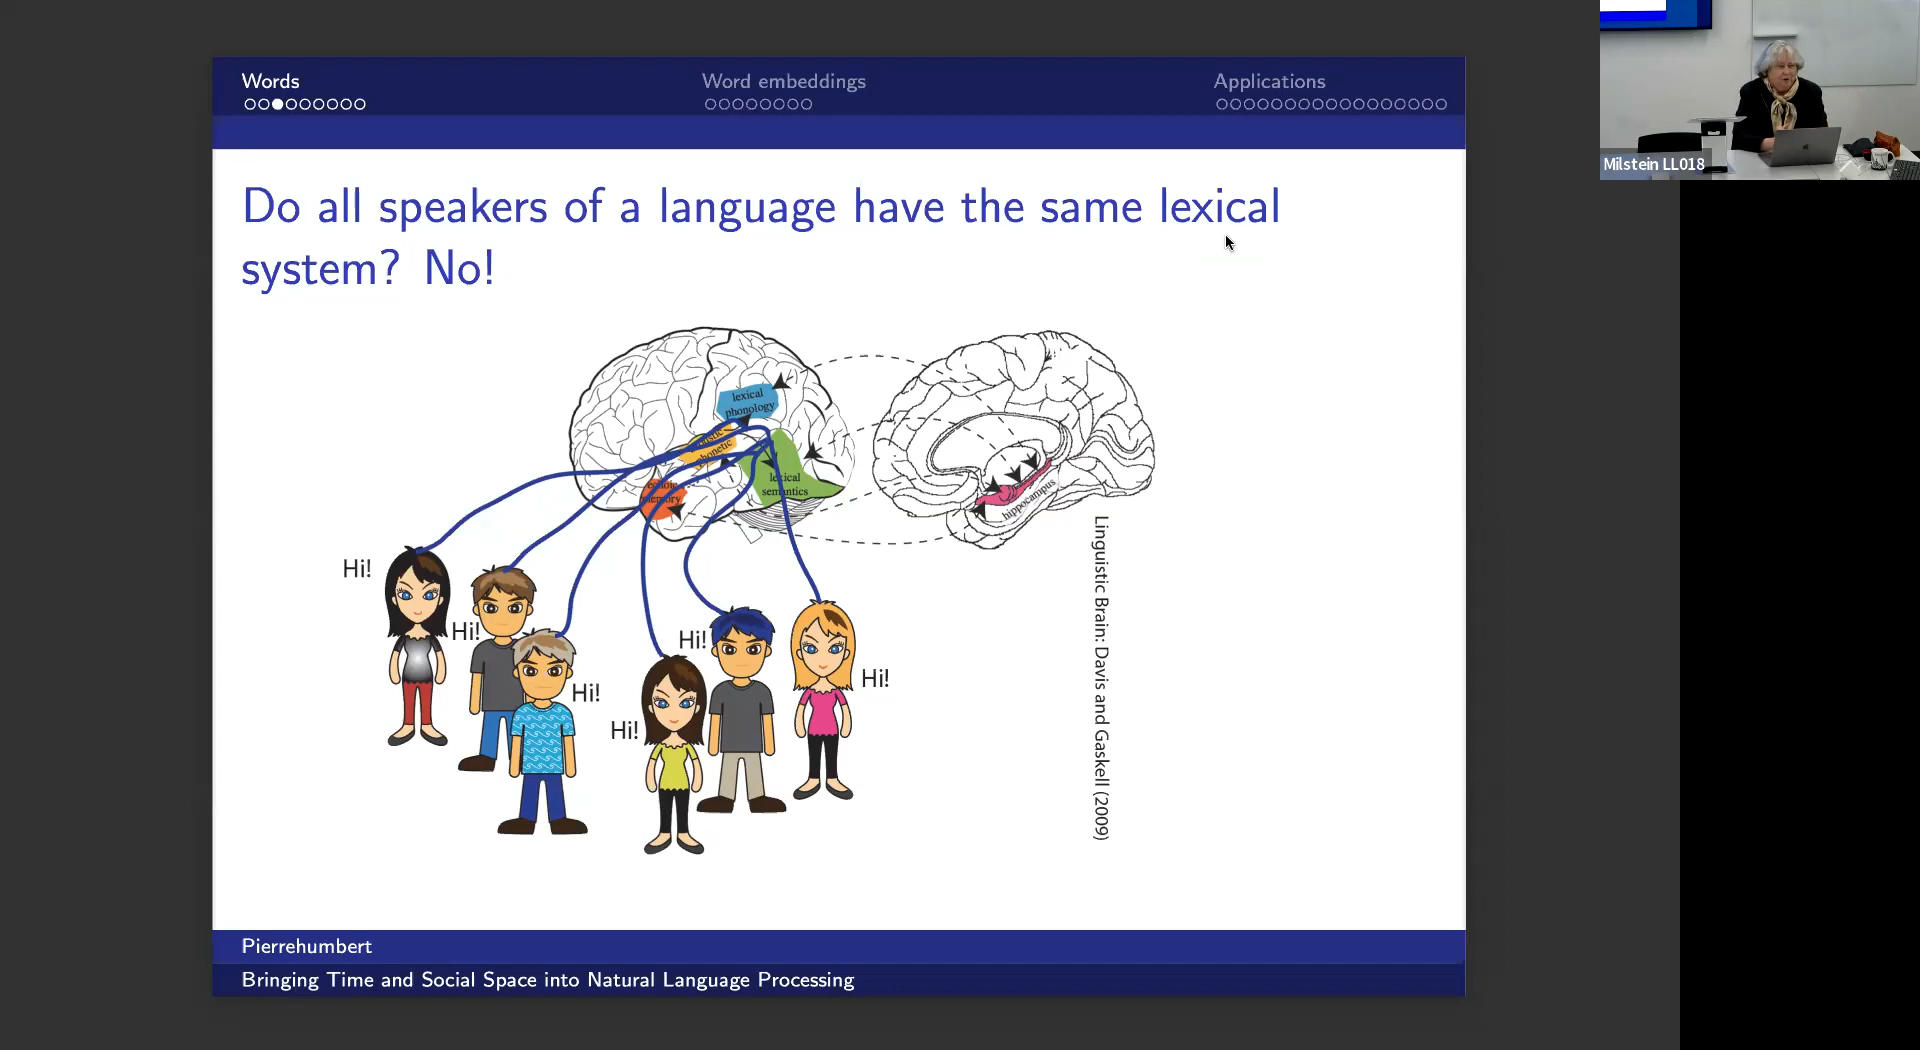 Words
Word embeddings
Applications
Do all speakers of a language have the same lexical
system? No!
lexical
phonology
lexical
semantics
hippocampus
Hi!
Hi!
Hi!
Hi!
Hi!
Hi!
Linguistic Brain: Davis and Gaskell (2009)
Pierrehumbert
Bringing Time and Social Space into Natural Language Processing
Milstein LL018